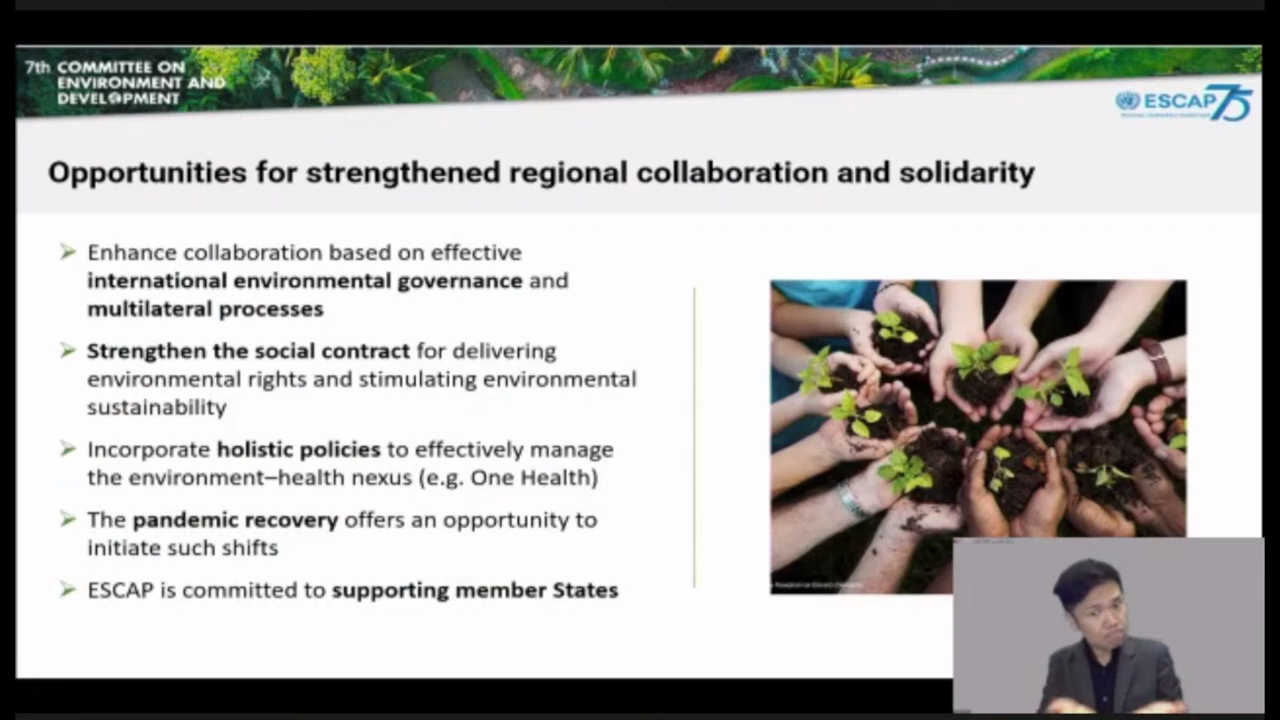 7th COMMITTEE ON
ENVIRONMENT AND
DEVELOPMENT
ESCAP 75
Opportunities for strengthened regional collaboration and solidarity
Enhance collaboration based on effective
international environmental governance and
multilateral processes
Strengthen the social contract for delivering
environmental rights and stimulating environmental
sustainability
Incorporate holistic policies to effectively manage
the environment–health nexus (e.g. One Health)
The pandemic recovery offers an opportunity to
initiate such shifts
ESCAP is committed to supporting member States